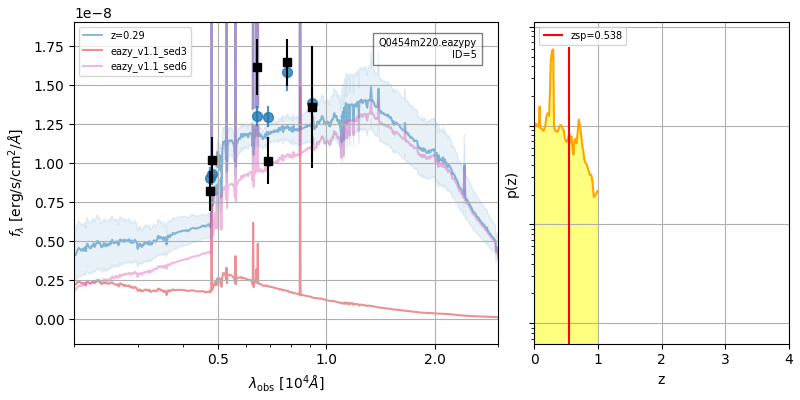 1e−8
z=0.29
eazy_v1.1_sed3
eazy_v1.1_sed6
Q0454m220.eazypy
ID=5
1.75
1.50
1.25
1.00
0.75
0.50
0.25
0.00
f_λ [erg/s/cm²/Å]
0.5
1.0
2.0
λ_obs [10⁴Å]
zsp=0.538
p(z)
0
1
2
3
4
z